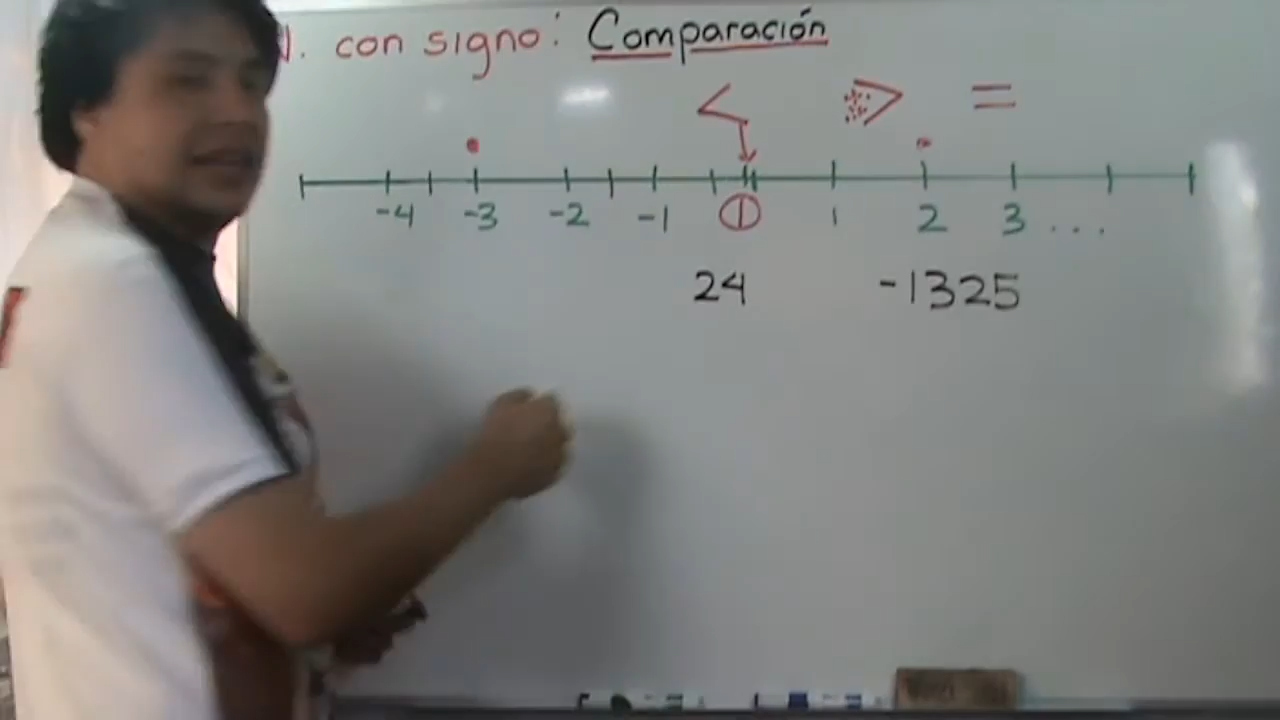 N. con signo: Comparación
< > =
-4 -3 -2 -1 0 1 2 3 ...
24 -1325